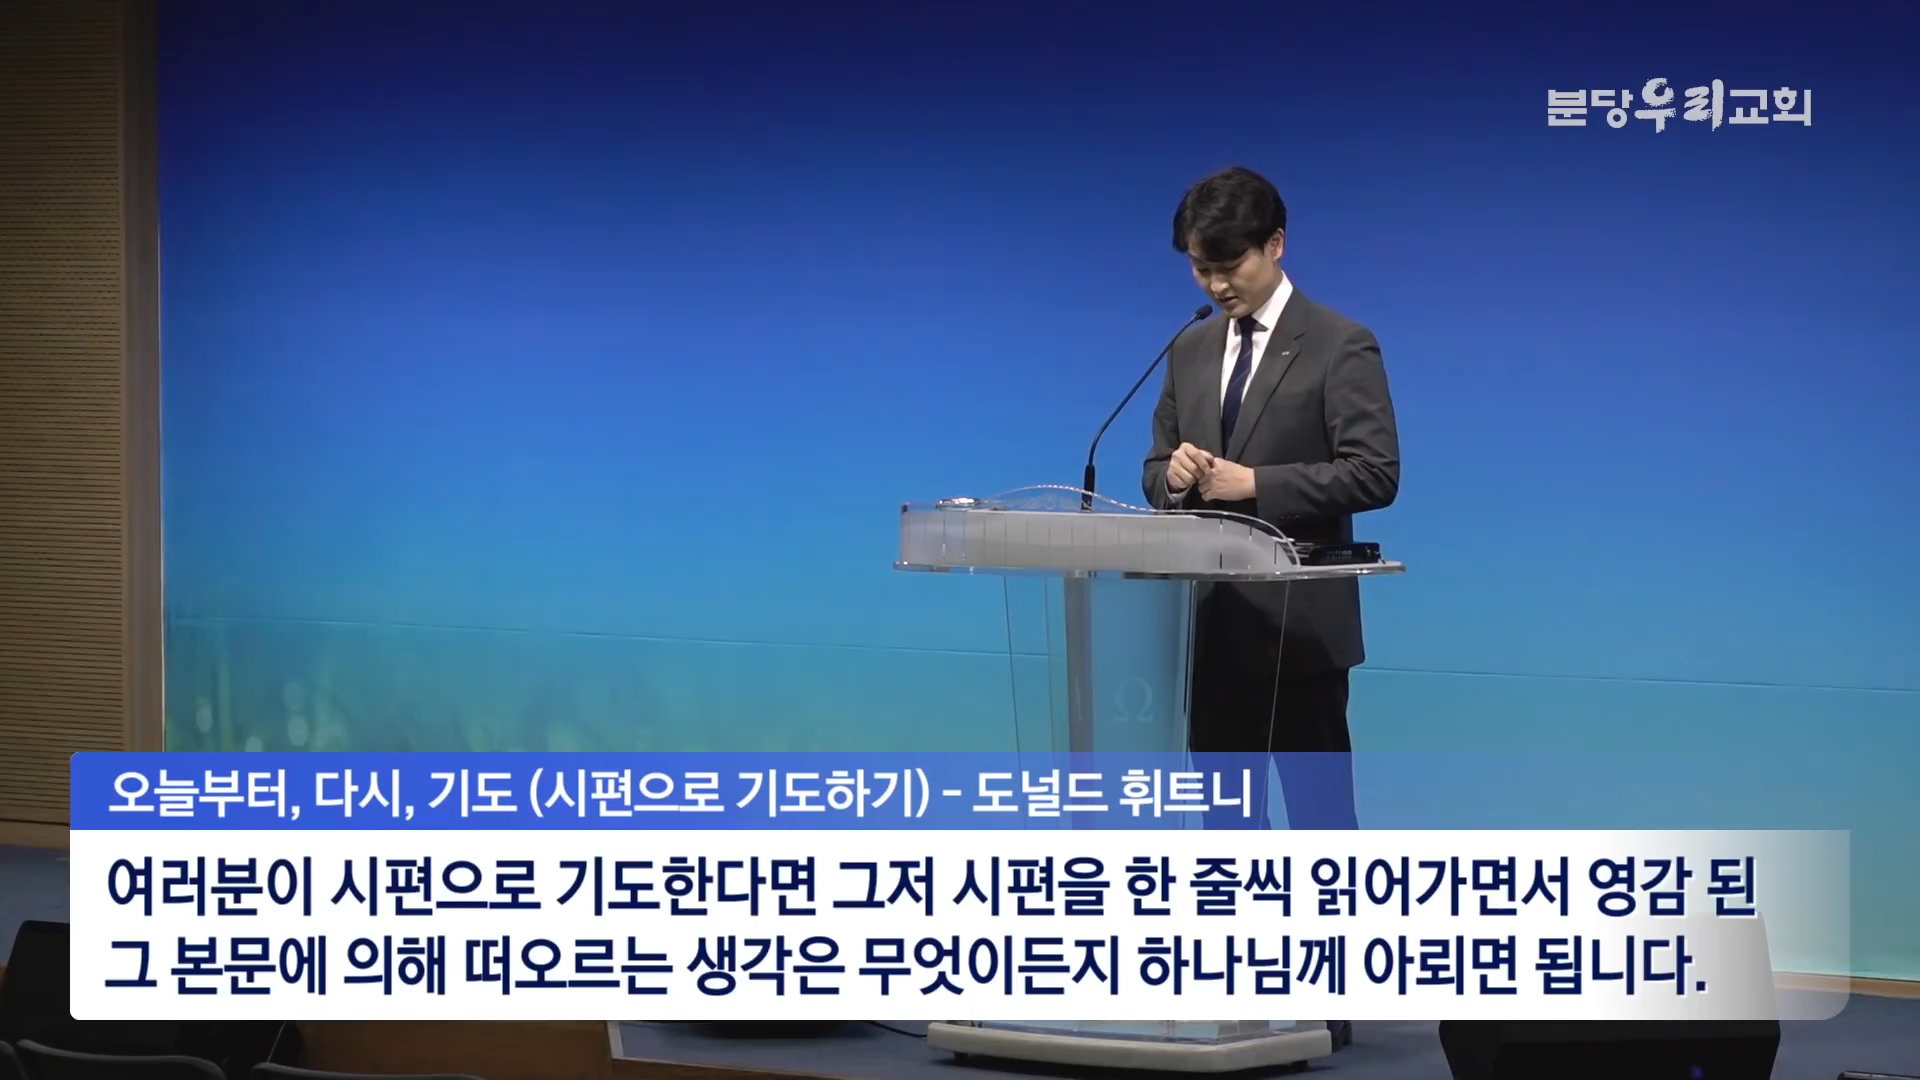 분당우리교회
Ω
오늘부터, 다시, 기도 (시편으로 기도하기) - 도널드 휘트니
여러분이 시편으로 기도한다면 그저 시편을 한 줄씩 읽어가면서 영감 된
그 본문에 의해 떠오르는 생각은 무엇이든지 하나님께 아뢰면 됩니다.